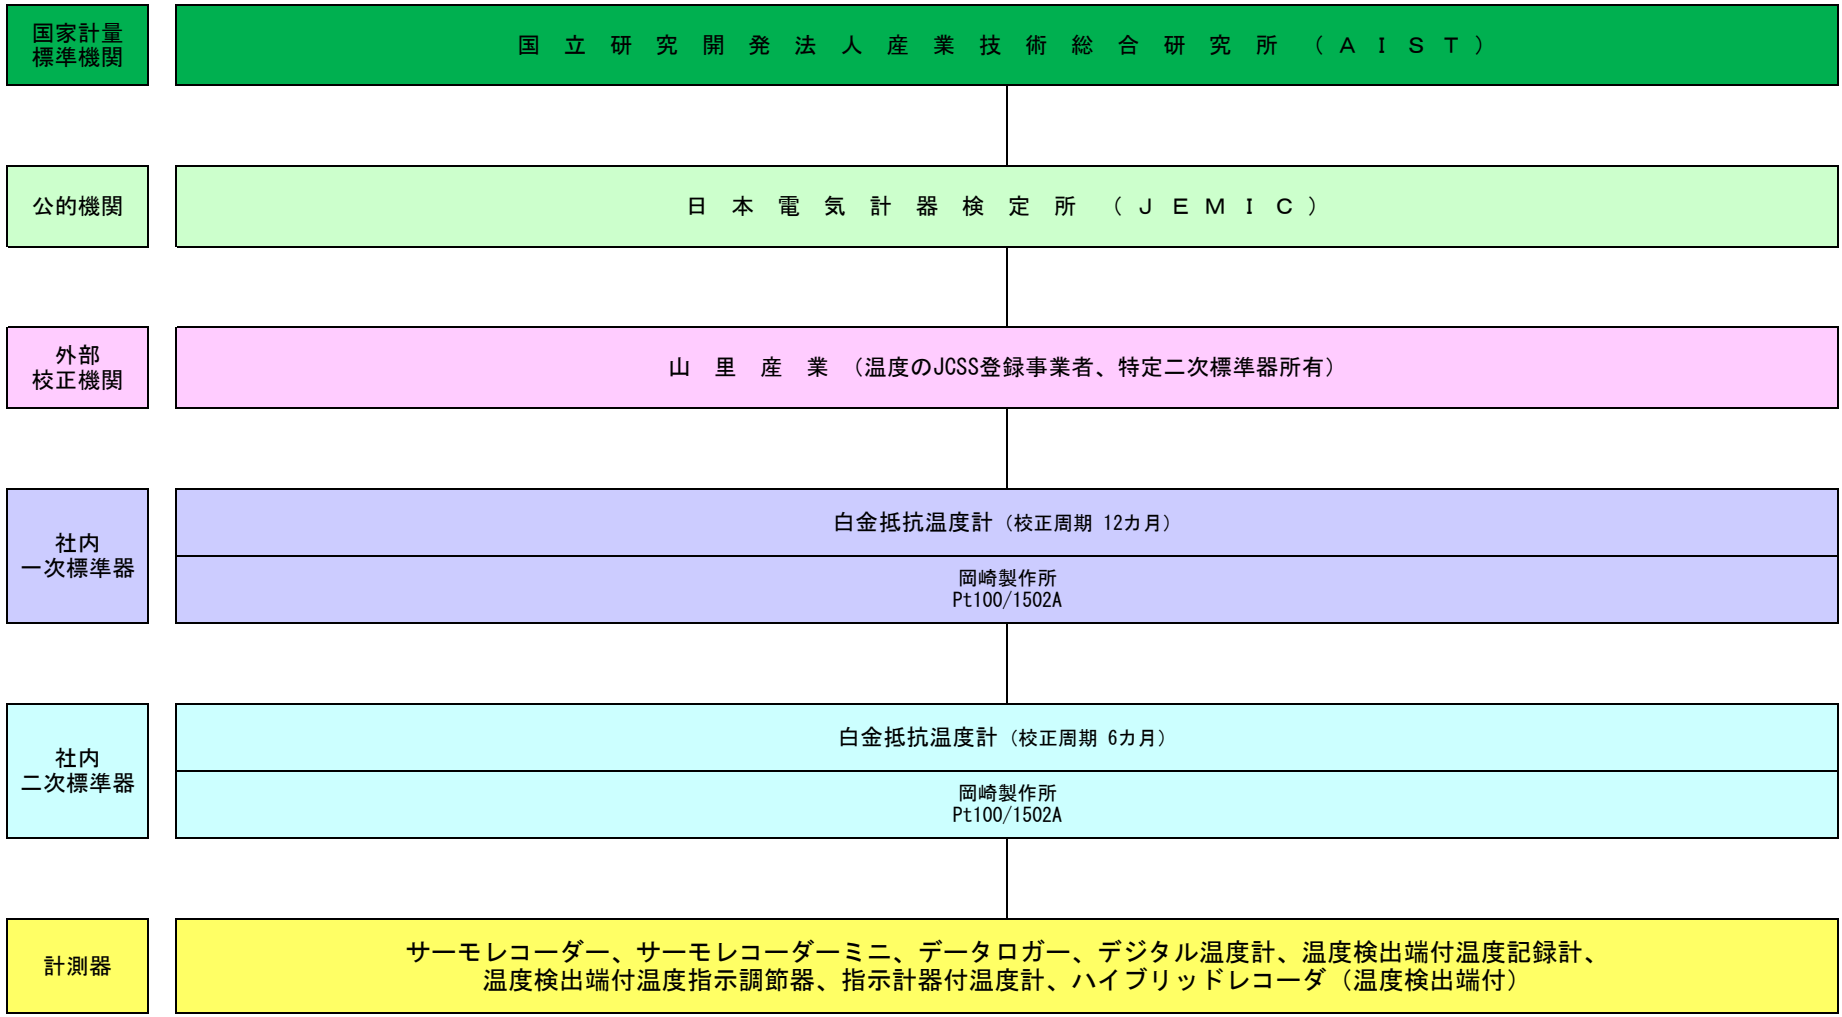 国家計量
標準機関
国立研究開発法人産業技術総合研究所（AIST）
公的機関
日本電気計器検定所（JEMIC）
外部
校正機関
山里産業（温度のJCSS登録事業者、特定二次標準器所有）
社内
一次標準器
白金抵抗温度計（校正周期 12カ月）
岡崎製作所
Pt100/1502A
社内
二次標準器
白金抵抗温度計（校正周期 6カ月）
岡崎製作所
Pt100/1502A
計測器
サーモレコーダー、サーモレコーダーミニ、データロガー、デジタル温度計、温度検出端付温度記録計、
温度検出端付温度指示調節器、指示計器付温度計、ハイブリッドレコーダ（温度検出端付）